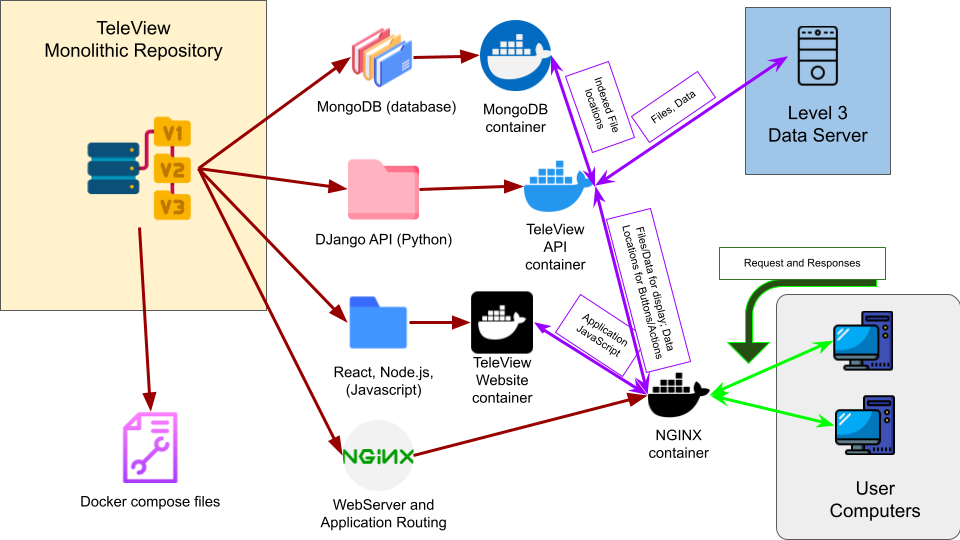 TeleView
Monolithic Repository
V1
V2
V3
Docker compose files
MongoDB (database)
MongoDB
container
DJango API (Python)
TeleView
API
container
React, Node.js,
(Javascript)
TeleView
Website
container
NGiNX
WebServer and
Application Routing
NGINX
container
Indexed File
locations
Files, Data
Level 3
Data Server
Files/Data for display; Data
Locations for Buttons/Actions
Application
JavaScript
Request and Responses
User
Computers